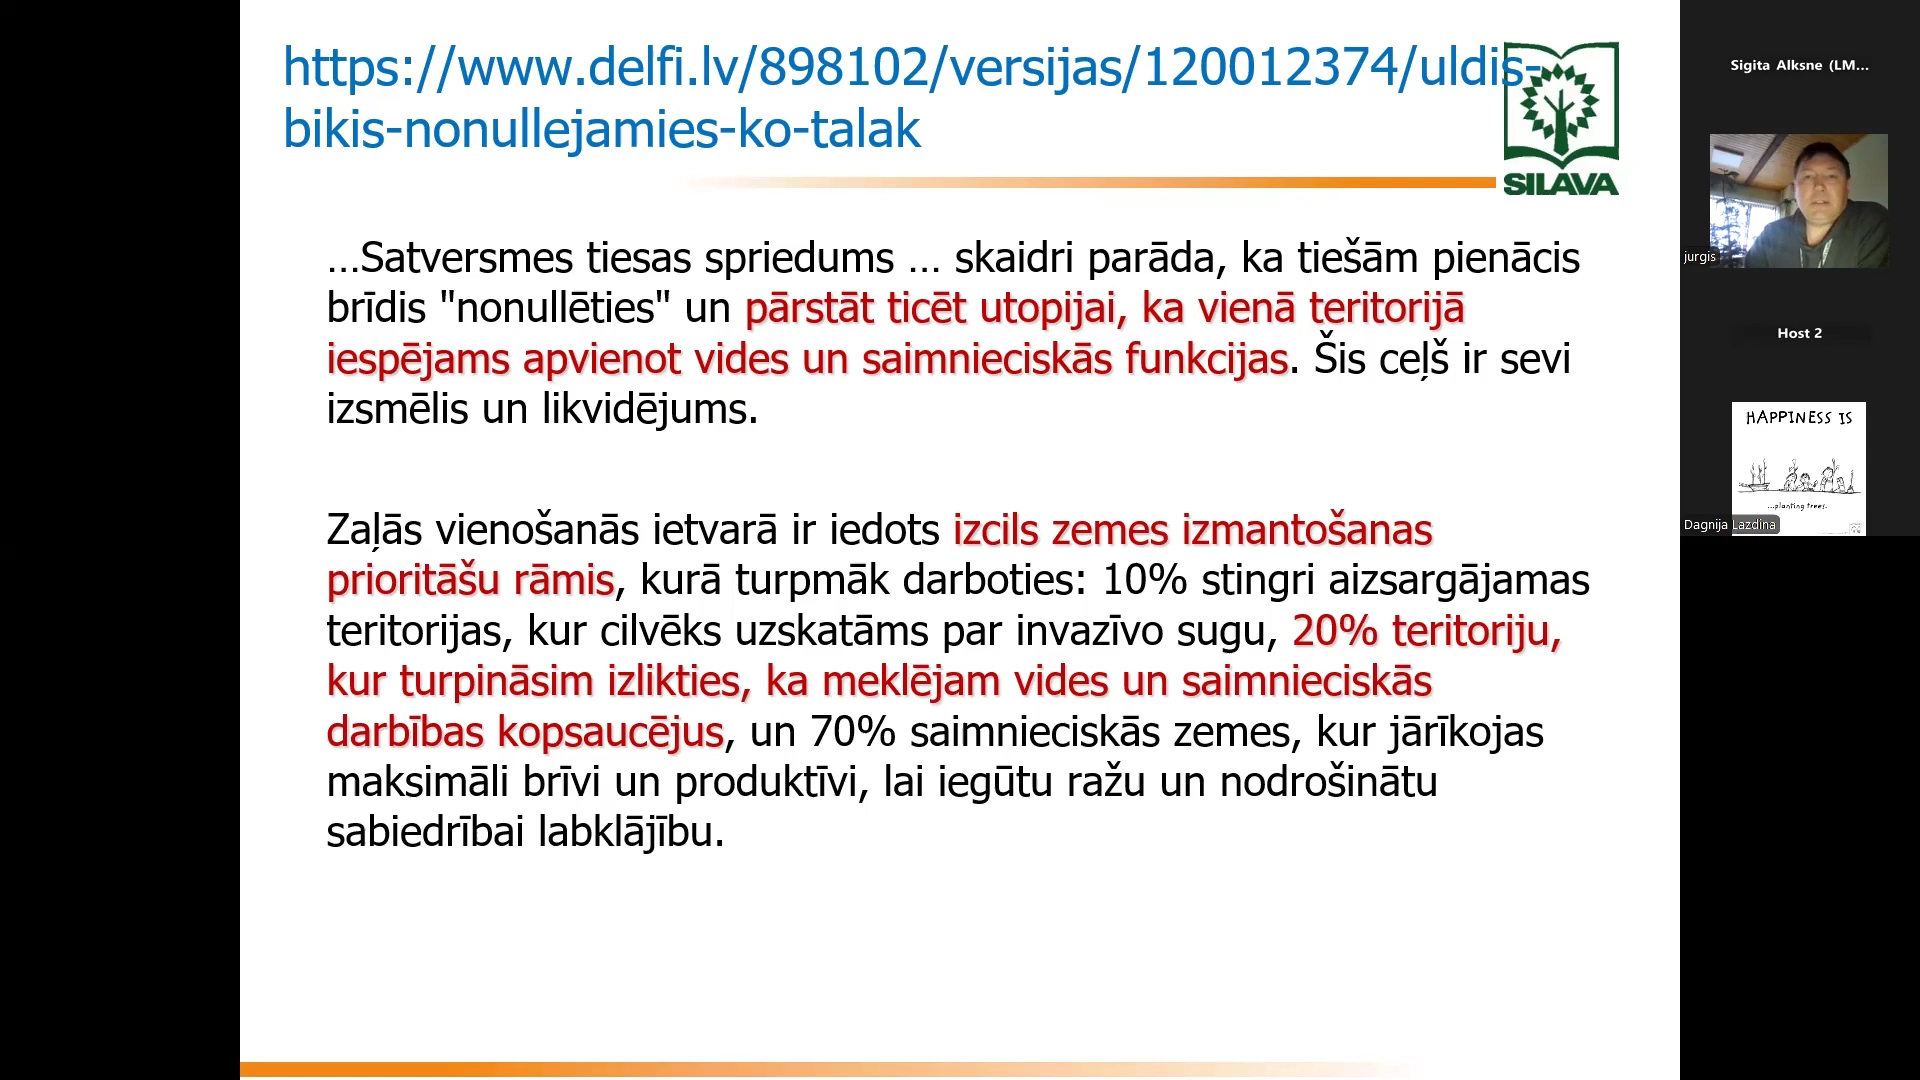 https://www.delfi.lv/898102/versijas/120012374/uldis-
bikis-nonullejamies-ko-talak
SILAVA
...Satversmes tiesas spriedums ... skaidri parāda, ka tiešām pienācis
brīdis "nonullēties" un pārstāt ticēt utopijai, ka vienā teritorijā
iespējams apvienot vides un saimnieciskās funkcijas. Šis ceļš ir sevi
izsmēlis un likvidējums.
Zaļās vienošanās ietvarā ir iedots izcils zemes izmantošanas
prioritāšu rāmis, kurā turpmāk darboties: 10% stingri aizsargājamas
teritorijas, kur cilvēks uzskatāms par invazīvo sugu, 20% teritoriju,
kur turpināsim izlikties, ka meklējam vides un saimnieciskās
darbības kopsaucējus, un 70% saimnieciskās zemes, kur jārīkojas
maksimāli brīvi un produktīvi, lai iegūtu ražu un nodrošinātu
sabiedrībai labklājību.
Sigita Alksne (LM...
jurgis
Host 2
HAPPINESS IS
...planting trees.
Dagnija Lazdina